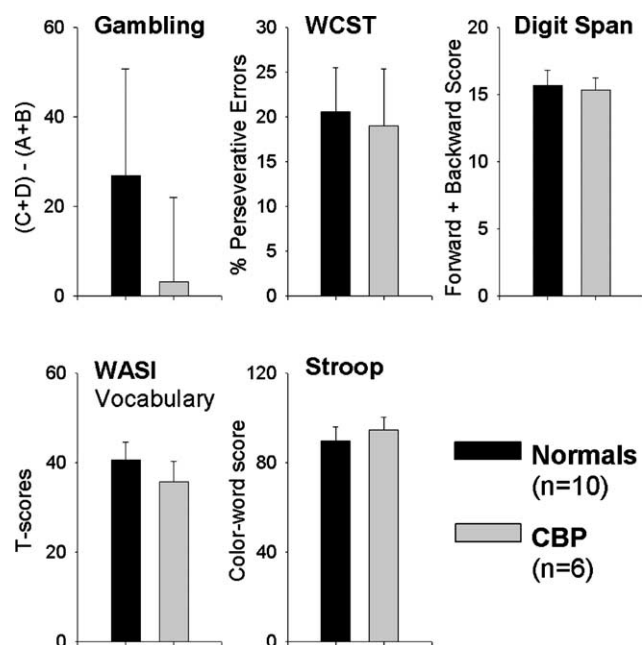 Gambling
(C+D) - (A+B)
60
40
20
0
WCST
% Perseverative Errors
30
25
20
15
10
5
0
Digit Span
Forward + Backward Score
20
15
10
5
0
WASI
Vocabulary
T-scores
60
40
20
0
Stroop
Color-word score
120
80
40
0
Normals
(n=10)
CBP
(n=6)